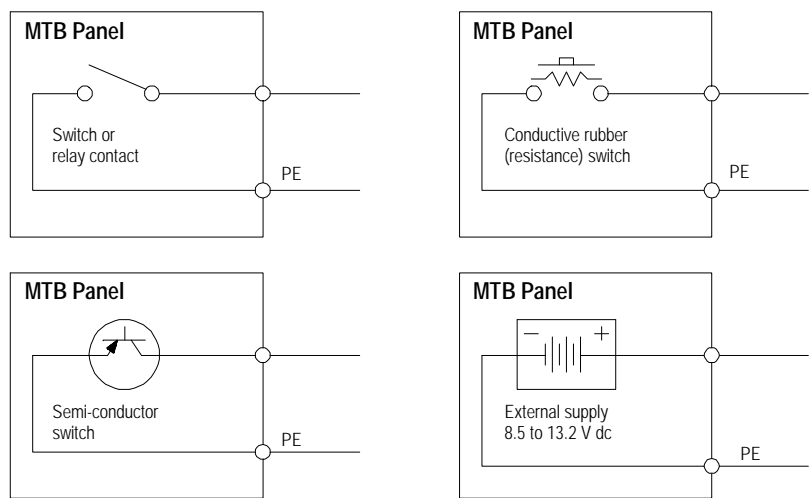 MTB Panel
Switch or
relay contact
PE
MTB Panel
Conductive rubber
(resistance) switch
PE
MTB Panel
Semi-conductor
switch
PE
MTB Panel
− +
External supply
8.5 to 13.2 V dc
PE